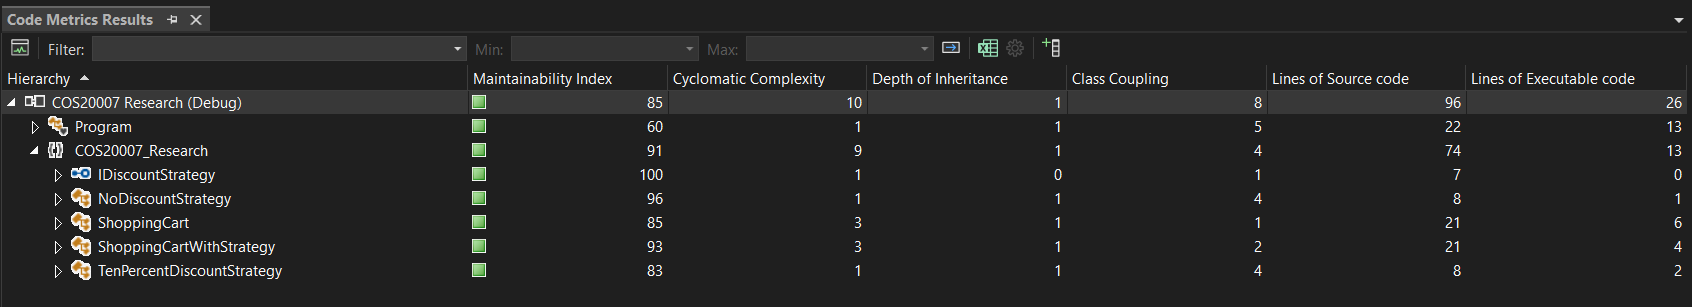 Code Metrics Results
Filter: Min: Max:
Hierarchy Maintainability Index Cyclomatic Complexity Depth of Inheritance Class Coupling Lines of Source code Lines of Executable code
COS20007 Research (Debug) 85 10 1 8 96 26
Program 60 1 1 5 22 13
COS20007_Research 91 9 1 4 74 13
IDiscountStrategy 100 1 0 1 7 0
NoDiscountStrategy 96 1 1 4 8 1
ShoppingCart 85 3 1 1 21 6
ShoppingCartWithStrategy 93 3 1 2 21 4
TenPercentDiscountStrategy 83 1 1 4 8 2